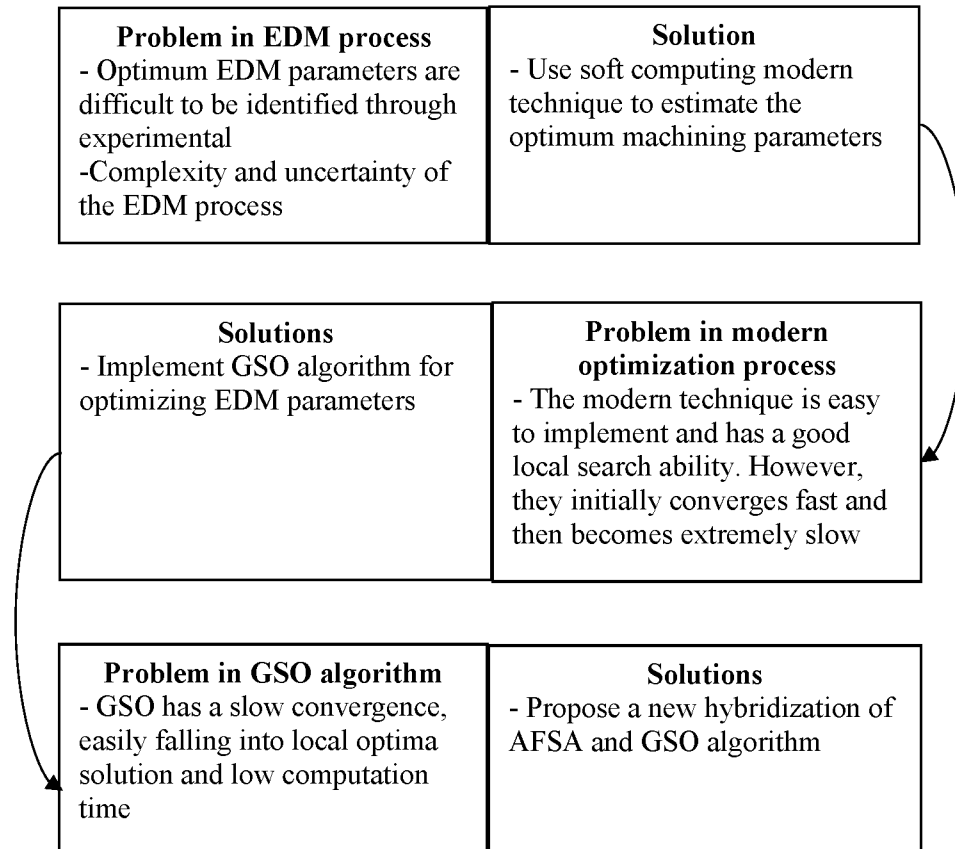 Problem in EDM process
- Optimum EDM parameters are
difficult to be identified through
experimental
-Complexity and uncertainty of
the EDM process
Solution
- Use soft computing modern
technique to estimate the
optimum machining parameters
Solutions
- Implement GSO algorithm for
optimizing EDM parameters
Problem in modern
optimization process
- The modern technique is easy
to implement and has a good
local search ability. However,
they initially converges fast and
then becomes extremely slow
Problem in GSO algorithm
- GSO has a slow convergence,
easily falling into local optima
solution and low computation
time
Solutions
- Propose a new hybridization of
AFSA and GSO algorithm